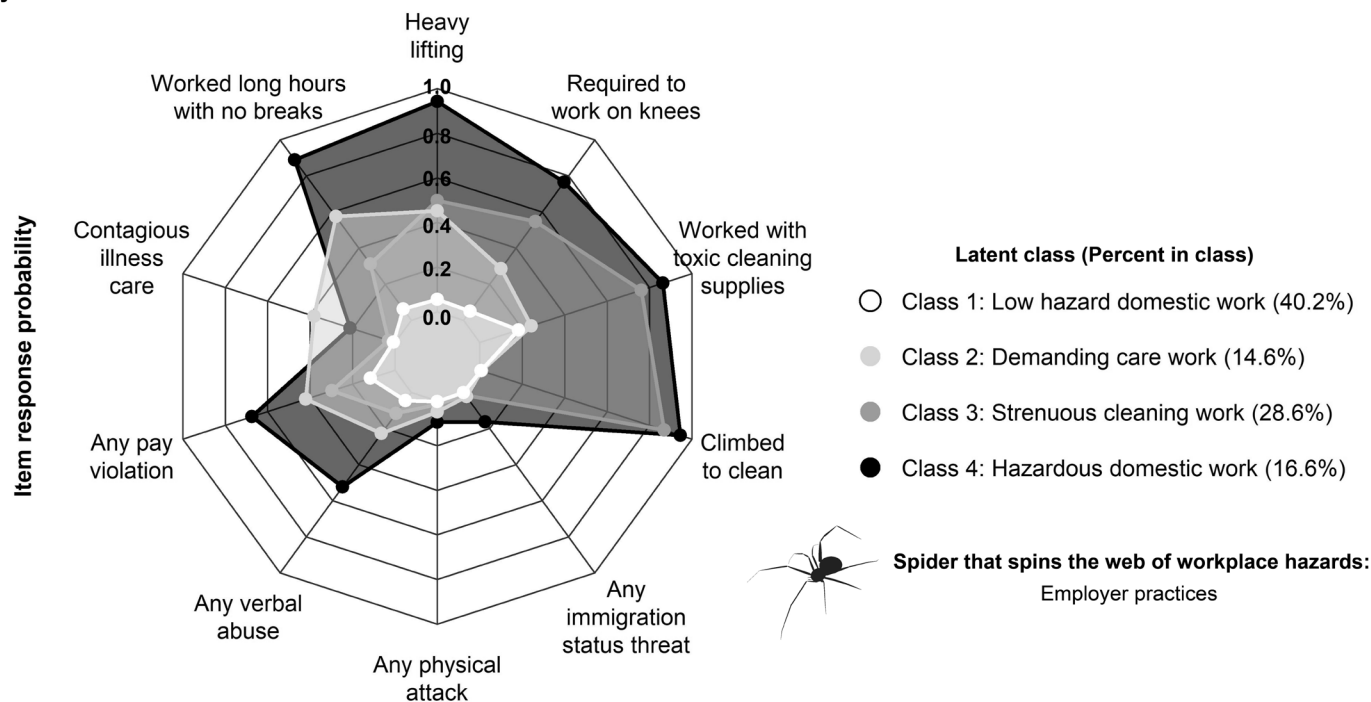 Heavy
lifting
Worked long hours
with no breaks
Required to
work on knees
1.0
0.8
0.6
0.4
0.2
0.0
Contagious
illness
care
Worked with
toxic cleaning
supplies
Item response probability
Any pay
violation
Climbed
to clean
Any verbal
abuse
Any
immigration
status threat
Any physical
attack
Latent class (Percent in class)
Class 1: Low hazard domestic work (40.2%)
Class 2: Demanding care work (14.6%)
Class 3: Strenuous cleaning work (28.6%)
Class 4: Hazardous domestic work (16.6%)
Spider that spins the web of workplace hazards:
Employer practices